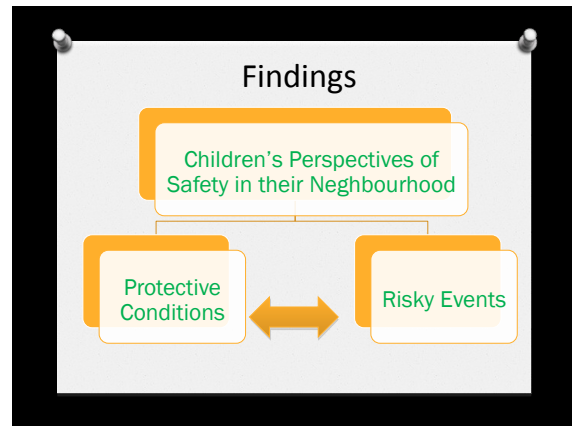 Findings
Children's Perspectives of
Safety in their Neghbourhood
Protective
Conditions
Risky Events